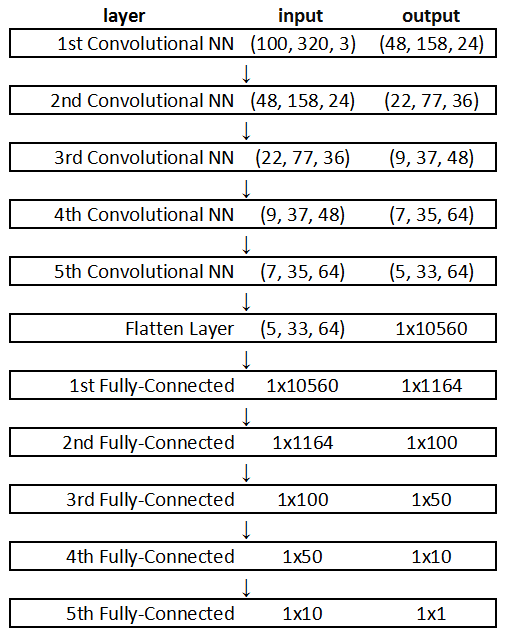 layer input output
1st Convolutional NN (100, 320, 3) (48, 158, 24)
↓
2nd Convolutional NN (48, 158, 24) (22, 77, 36)
↓
3rd Convolutional NN (22, 77, 36) (9, 37, 48)
↓
4th Convolutional NN (9, 37, 48) (7, 35, 64)
↓
5th Convolutional NN (7, 35, 64) (5, 33, 64)
↓
Flatten Layer (5, 33, 64) 1x10560
↓
1st Fully-Connected 1x10560 1x1164
↓
2nd Fully-Connected 1x1164 1x100
↓
3rd Fully-Connected 1x100 1x50
↓
4th Fully-Connected 1x50 1x10
↓
5th Fully-Connected 1x10 1x1